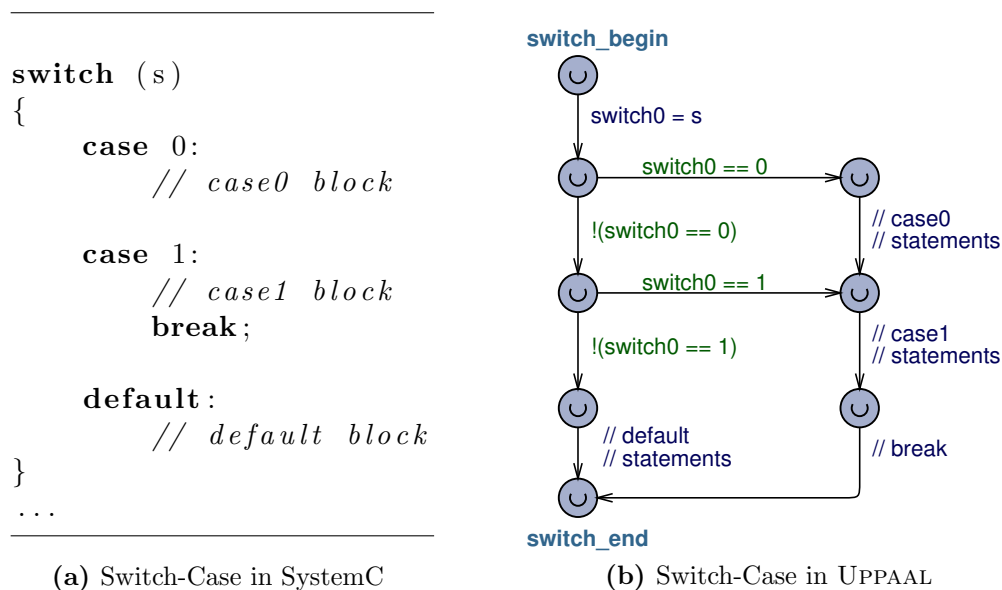 switch (s)
{
case 0:
// case0 block
case 1:
// case1 block
break;
default:
// default block
}
...
(a) Switch-Case in SystemC
switch_begin
switch0 = s
switch0 == 0
!(switch0 == 0)
// case0
// statements
switch0 == 1
!(switch0 == 1)
// case1
// statements
// default
// statements
// break
switch_end
(b) Switch-Case in UPPAAL